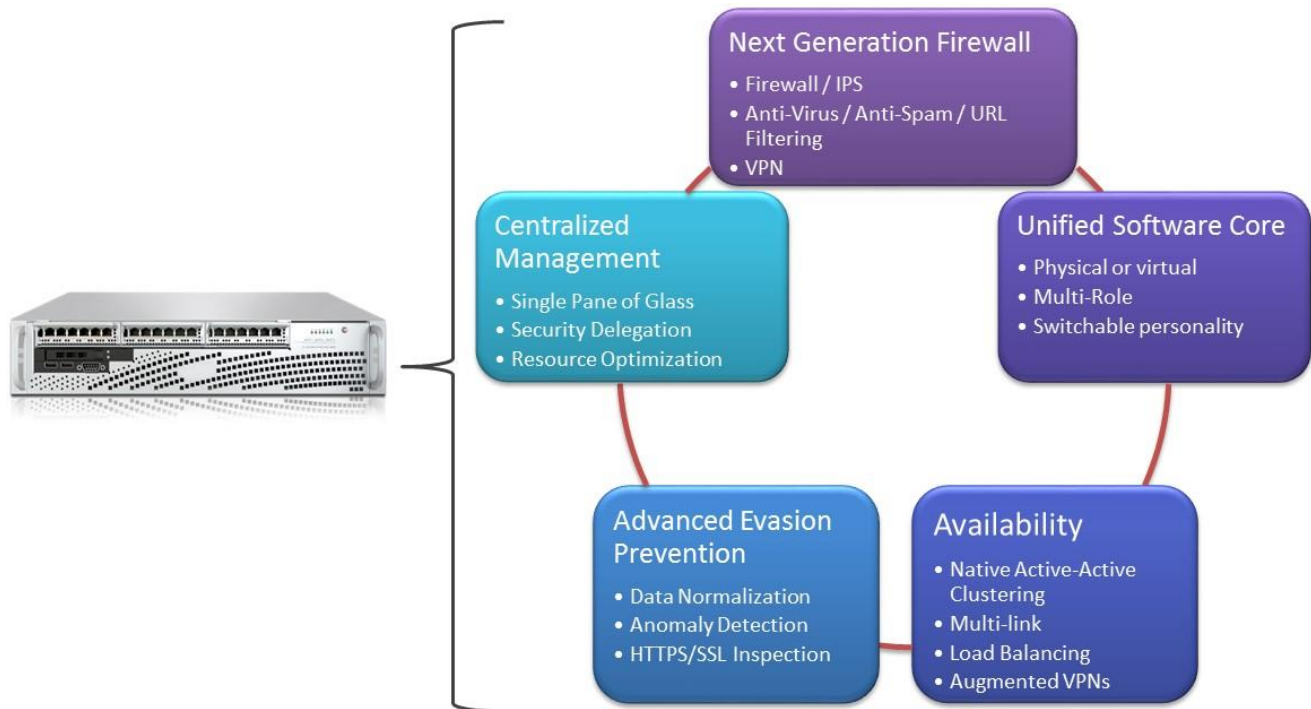 Next Generation Firewall
• Firewall / IPS
• Anti-Virus / Anti-Spam / URL
Filtering
• VPN
Centralized
Management
• Single Pane of Glass
• Security Delegation
• Resource Optimization
Unified Software Core
• Physical or virtual
• Multi-Role
• Switchable personality
Advanced Evasion
Prevention
• Data Normalization
• Anomaly Detection
• HTTPS/SSL Inspection
Availability
• Native Active-Active
Clustering
• Multi-link
• Load Balancing
• Augmented VPNs